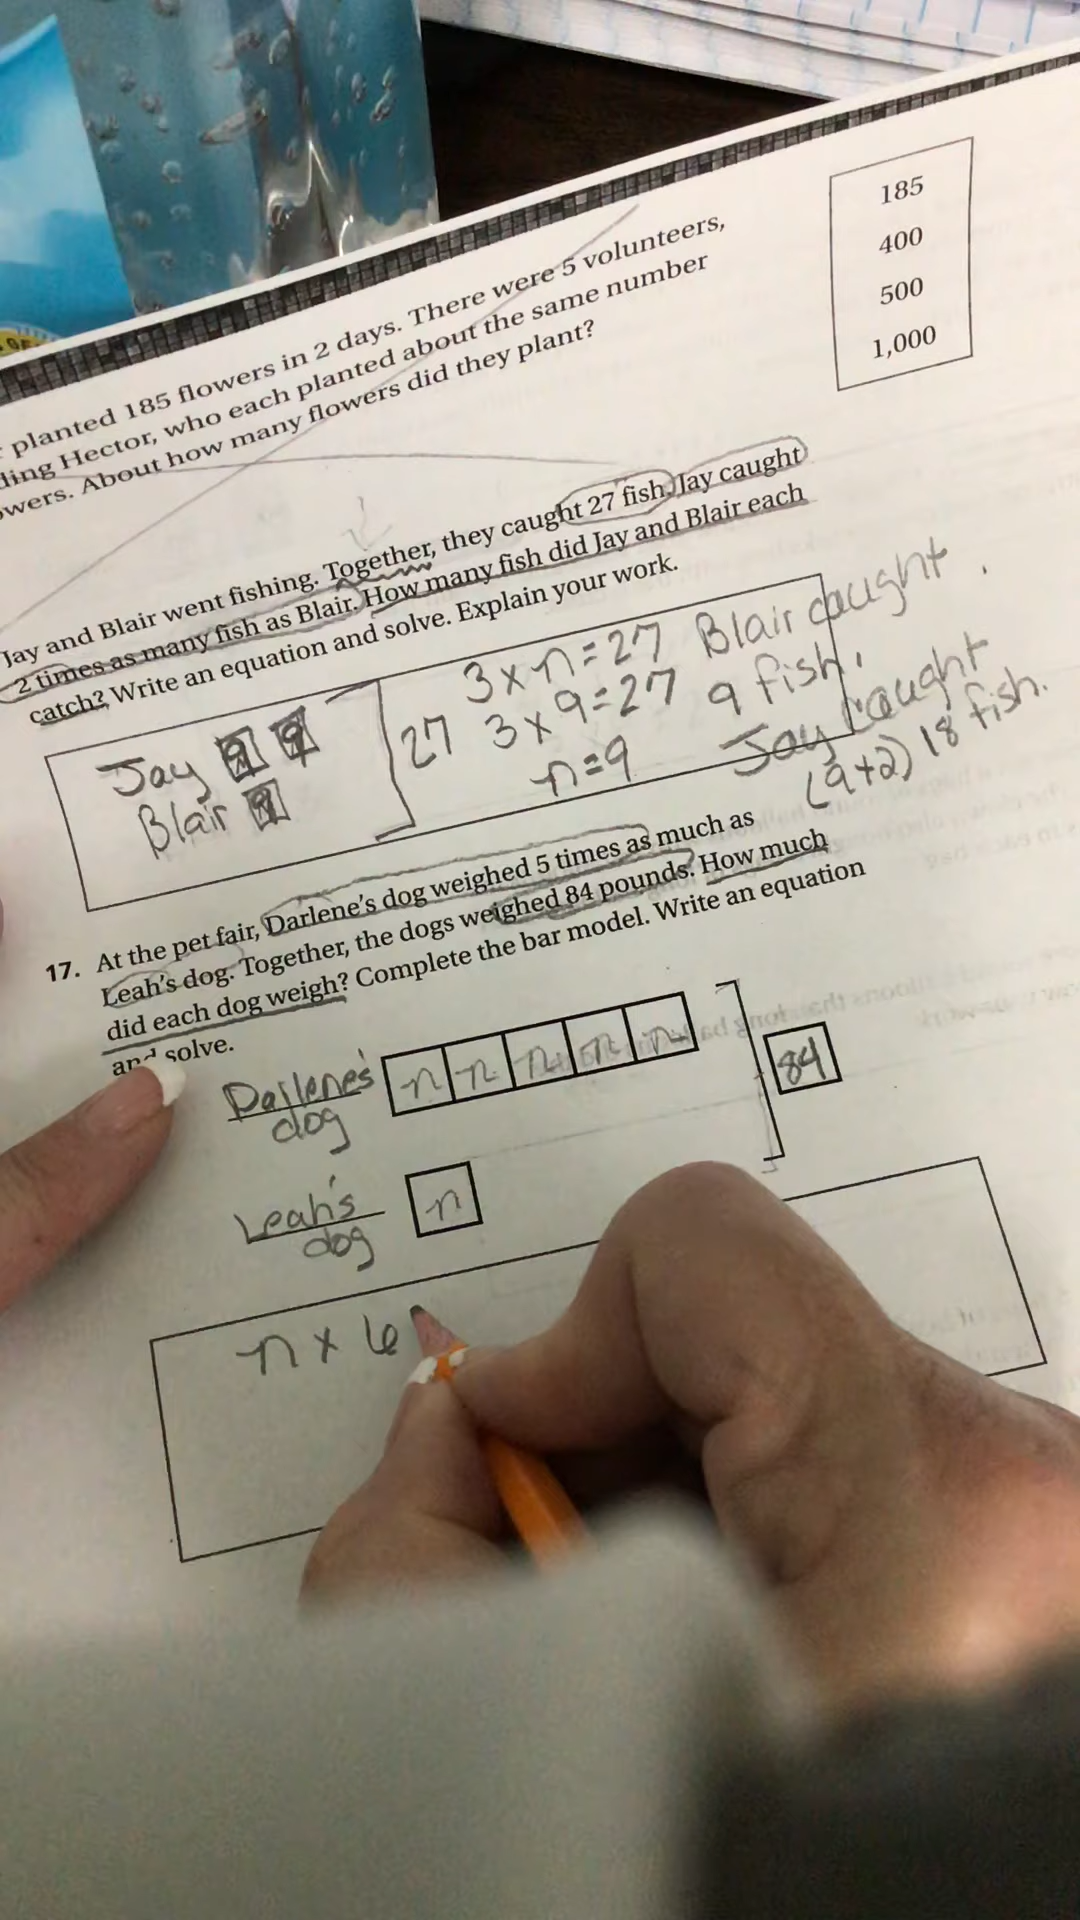 planted 185 flowers in 2 days. There were 5 volunteers,
ding Hector, who each planted about the same number
owers. About how many flowers did they plant?
185
400
500
1,000
Jay and Blair went fishing. Together, they caught 27 fish. Jay caught
2 times as many fish as Blair. How many fish did Jay and Blair each
catch? Write an equation and solve. Explain your work.
Jay 9 9
Blair 9
27
3 x n = 27
3 x 9 = 27
n = 9
Blair caught
9 fish.
Jay caught
(9+2) 18 fish.
17. At the pet fair, Darlene's dog weighed 5 times as much as
Leah's dog. Together, the dogs weighed 84 pounds. How much
did each dog weigh? Complete the bar model. Write an equation
and solve.
Darlene's n n n n n
dog
84
Leah's n
dog
n x 6